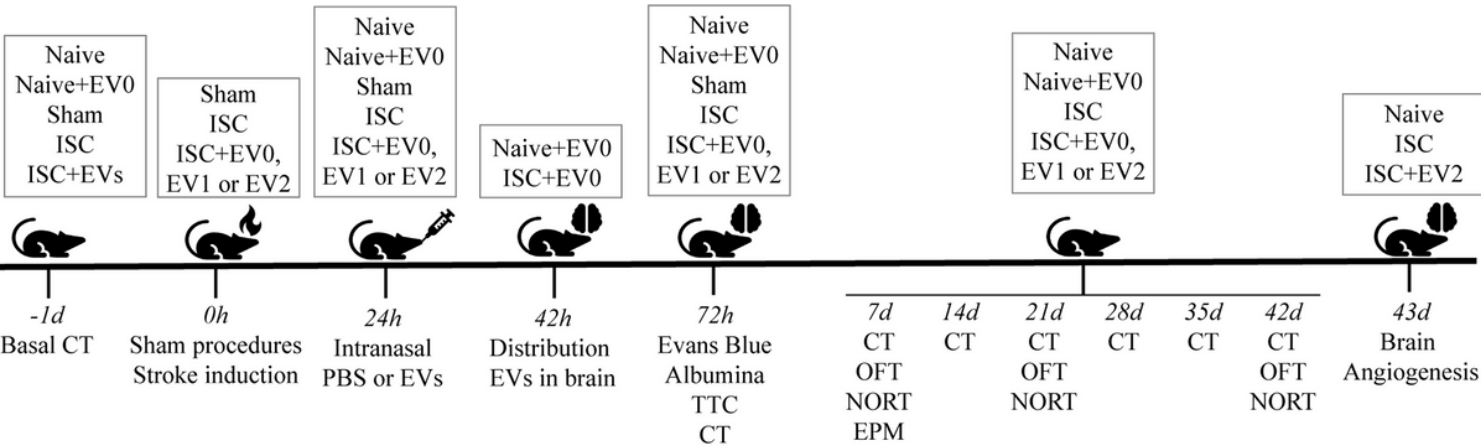 Naive
Naive+EV0
Sham
ISC
ISC+EVs
Sham
ISC
ISC+EV0,
EV1 or EV2
Naive
Naive+EV0
Sham
ISC
ISC+EV0,
EV1 or EV2
Naive+EV0
ISC+EV0
Naive
Naive+EV0
Sham
ISC
ISC+EV0,
EV1 or EV2
Naive
Naive+EV0
ISC
ISC+EV0,
EV1 or EV2
Naive
ISC
ISC+EV2
-1d
Basal CT
0h
Sham procedures
Stroke induction
24h
Intranasal
PBS or EVs
42h
Distribution
EVs in brain
72h
Evans Blue
Albumina
TTC
CT
7d
CT
OFT
NORT
EPM
14d
CT
21d
CT
OFT
NORT
28d
CT
35d
CT
42d
CT
OFT
NORT
43d
Brain
Angiogenesis